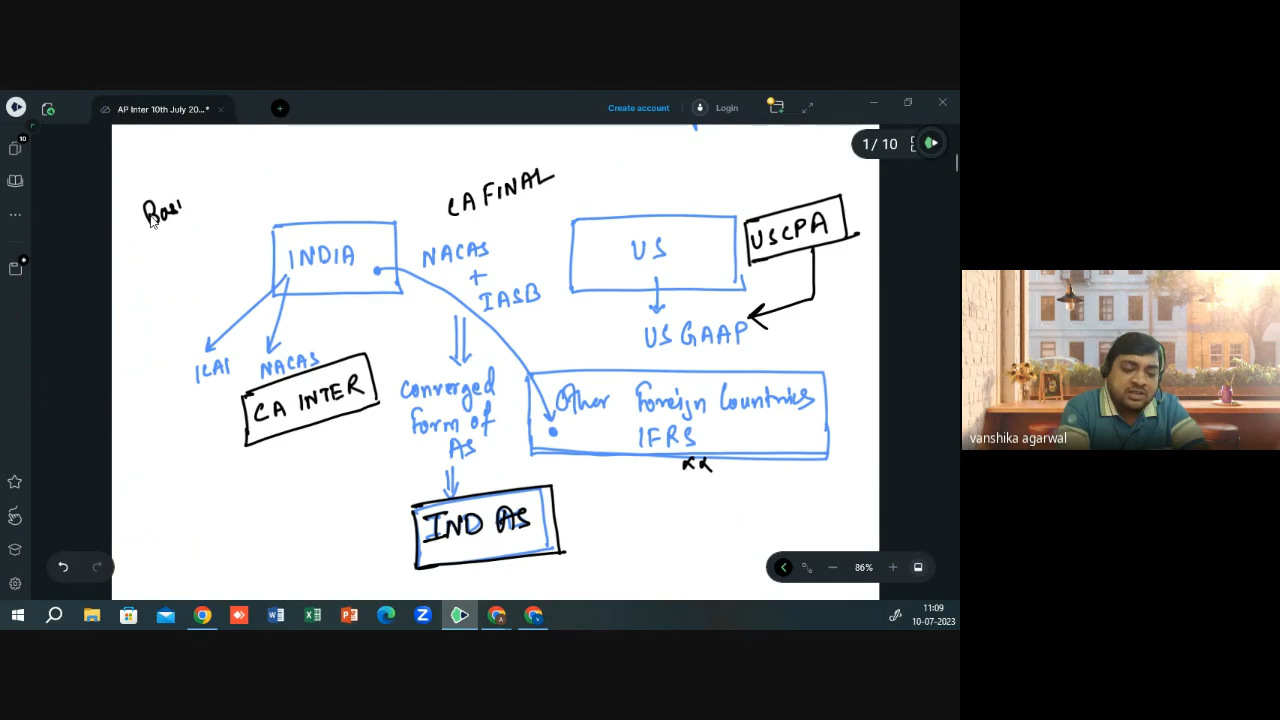 AP Inter 10th July 20...*
Create account
Login
10
1 / 10
CA FINAL
Basi
INDIA
NACAS
+
IASB
US
USCPA
US GAAP
ICAI
NACAS
CA INTER
Converged
form of
AS
Other Foreign Countries
IFRS
IND AS
vanshika agarwal
86%
11:09
10-07-2023